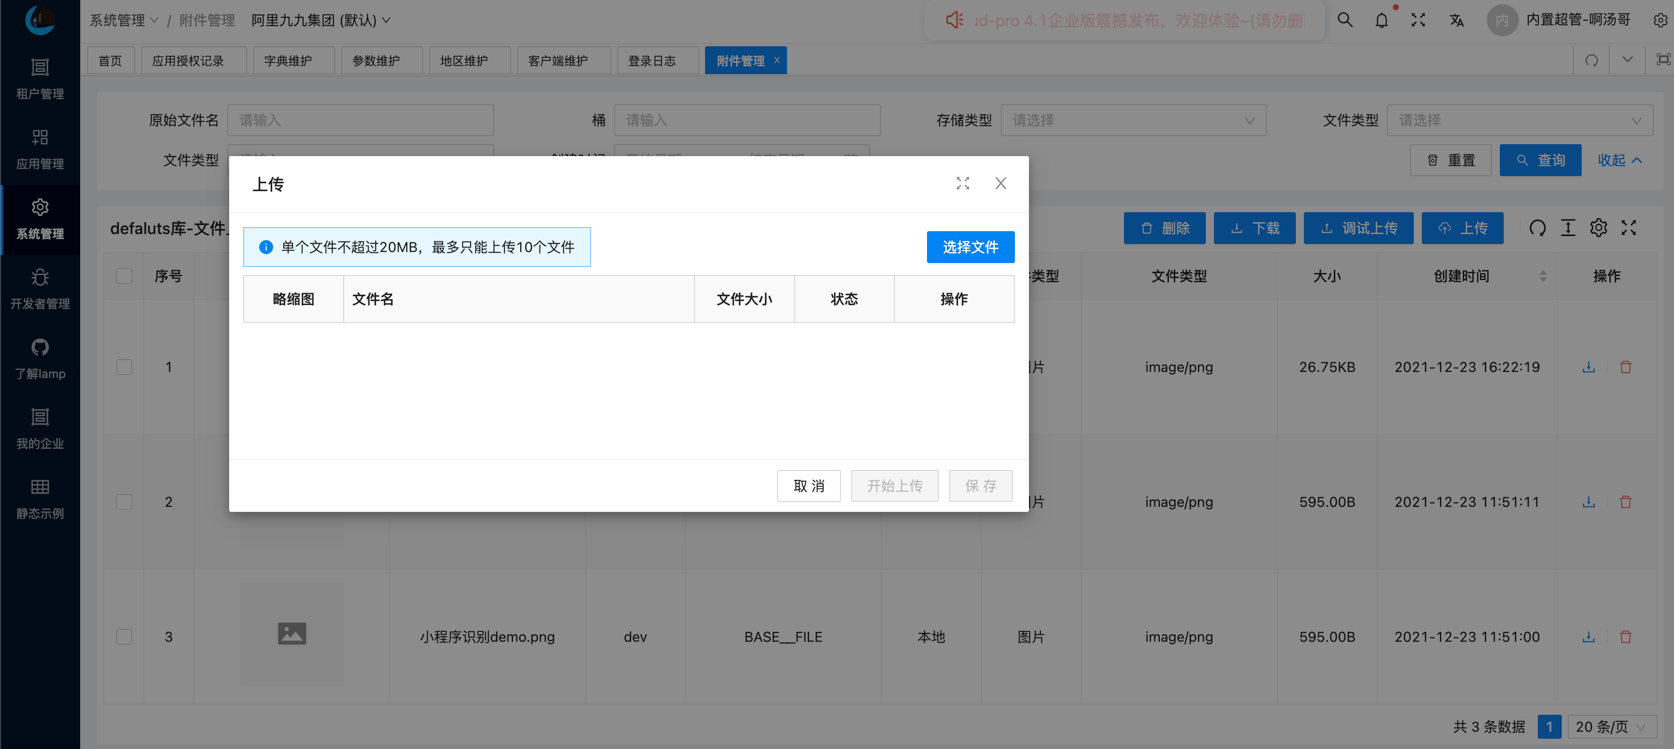 系统管理 / 附件管理 阿里九九集团 (默认)
ud-pro 4.1企业版震撼发布，欢迎体验~(请勿删
内 内置超管-啊汤哥
首页 应用授权记录 字典维护 参数维护 地区维护 客户端维护 登录日志 附件管理 x
租户管理
应用管理
系统管理
开发者管理
了解lamp
我的企业
静态示例
原始文件名 请输入 桶 请输入 存储类型 请选择 文件类型 请选择
文件类型 重置 查询 收起
defaluts库-文件 删除 下载 调试上传 上传
序号 类型 文件类型 大小 创建时间 操作
1 片 image/png 26.75KB 2021-12-23 16:22:19
2 片 image/png 595.00B 2021-12-23 11:51:11
3 小程序识别demo.png dev BASE__FILE 本地 图片 image/png 595.00B 2021-12-23 11:51:00
共 3 条数据 1 20 条/页
上传
单个文件不超过20MB，最多只能上传10个文件 选择文件
略缩图 文件名 文件大小 状态 操作
取 消 开始上传 保 存